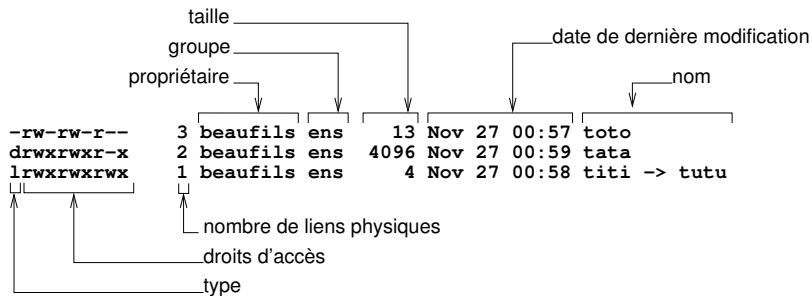 taille
groupe
date de dernière modification
propriétaire
nom
-rw-rw-r-- 3 beaufils ens 13 Nov 27 00:57 toto
drwxrwxr-x 2 beaufils ens 4096 Nov 27 00:59 tata
lrwxrwxrwx 1 beaufils ens 4 Nov 27 00:58 titi -> tutu
nombre de liens physiques
droits d'accès
type